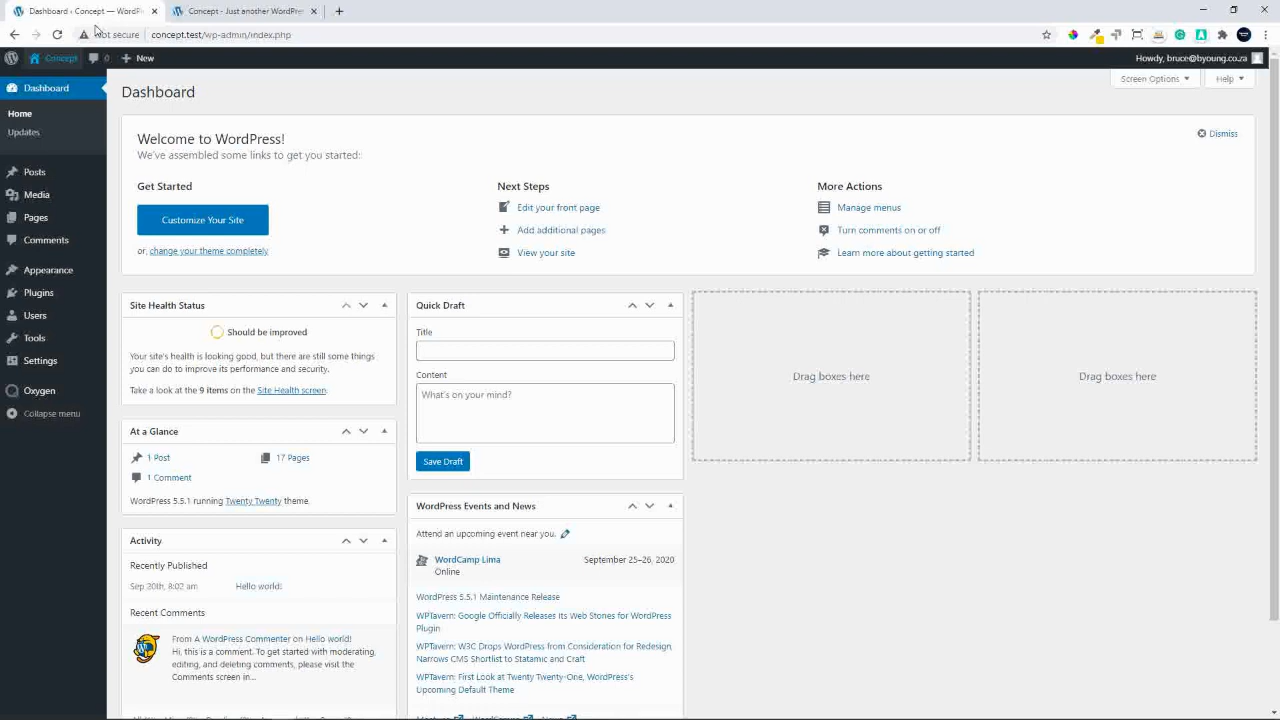 Dashboard ‹ Concept — WordPr
Concept - Just another WordPres
Not secure
concept.test/wp-admin/index.php
Concept
0
New
Howdy, bruce@byoung.co.za
Dashboard
Home
Updates
Posts
Media
Pages
Comments
Appearance
Plugins
Users
Tools
Settings
Oxygen
Collapse menu
Screen Options
Help
Dashboard
Welcome to WordPress!
We've assembled some links to get you started:
Dismiss
Get Started
Customize Your Site
or, change your theme completely
Next Steps
Edit your front page
Add additional pages
View your site
More Actions
Manage menus
Turn comments on or off
Learn more about getting started
Site Health Status
Should be improved
Your site's health is looking good, but there are still some things
you can do to improve its performance and security.
Take a look at the 9 items on the Site Health screen.
At a Glance
1 Post
17 Pages
1 Comment
WordPress 5.5.1 running Twenty Twenty theme.
Activity
Recently Published
Sep 20th, 8:02 am
Hello world!
Recent Comments
From A WordPress Commenter on Hello world!
Hi, this is a comment. To get started with moderating,
editing, and deleting comments, please visit the
Comments screen in...
Quick Draft
Title
Content
What's on your mind?
Save Draft
WordPress Events and News
Attend an upcoming event near you.
WordCamp Lima
September 25-26, 2020
Online
WordPress 5.5.1 Maintenance Release
WPTavern: Google Officially Releases Its Web Stories for WordPress
Plugin
WPTavern: W3C Drops WordPress from Consideration for Redesign,
Narrows CMS Shortlist to Statamic and Craft
WPTavern: First Look at Twenty Twenty-One, WordPress's
Upcoming Default Theme
Drag boxes here
Drag boxes here